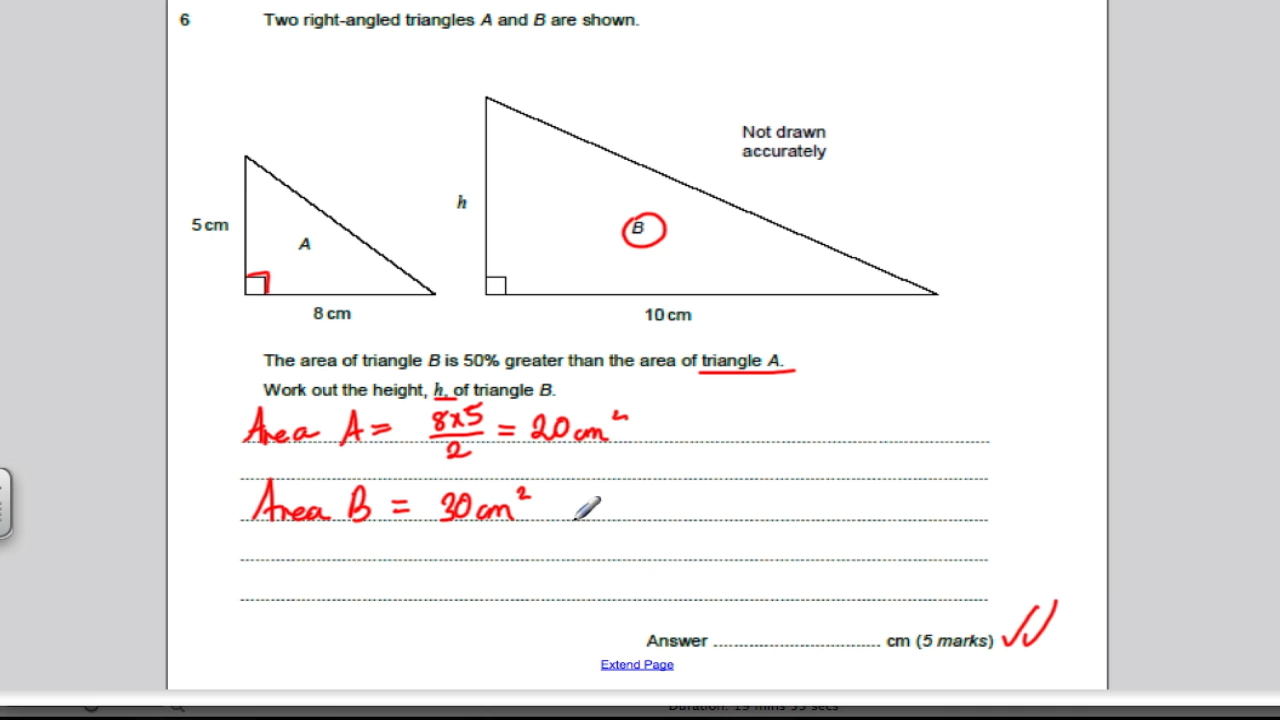 6 Two right-angled triangles A and B are shown.
Not drawn
accurately
h
5 cm
B
A
8 cm
10 cm
The area of triangle B is 50% greater than the area of triangle A.
Work out the height, h, of triangle B.
Area A = 8x5/2 = 20 cm²
Area B = 30 cm²
Answer ................................ cm (5 marks)
Extend Page